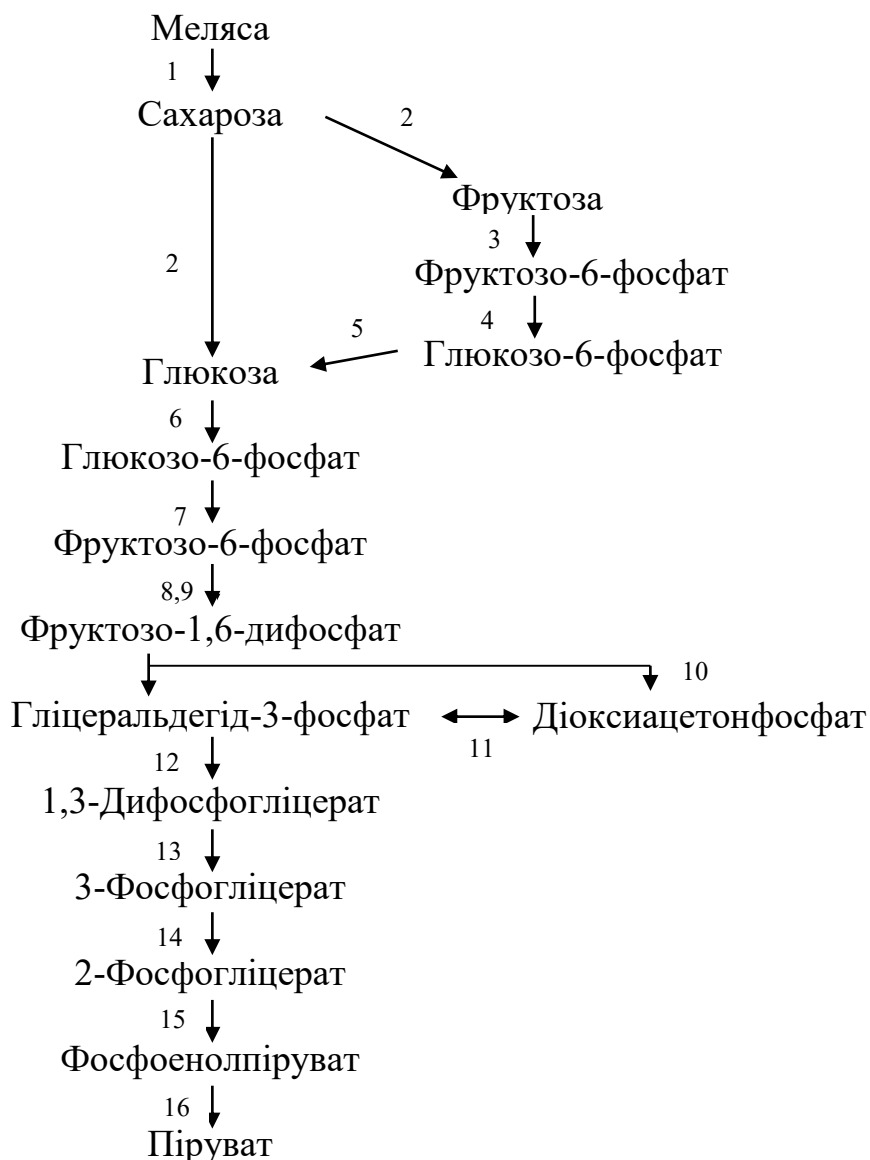 Меляса
1
Сахароза
2
Фруктоза
3
2
Фруктозо-6-фосфат
5
4
Глюкозо-6-фосфат
Глюкоза
6
Глюкозо-6-фосфат
7
Фруктозо-6-фосфат
8,9
Фруктозо-1,6-дифосфат
10
Гліцеральдегід-3-фосфат
Діоксиацетонфосфат
11
12
1,3-Дифосфогліцерат
13
3-Фосфогліцерат
14
2-Фосфогліцерат
15
Фосфоенолпіруват
16
Піруват